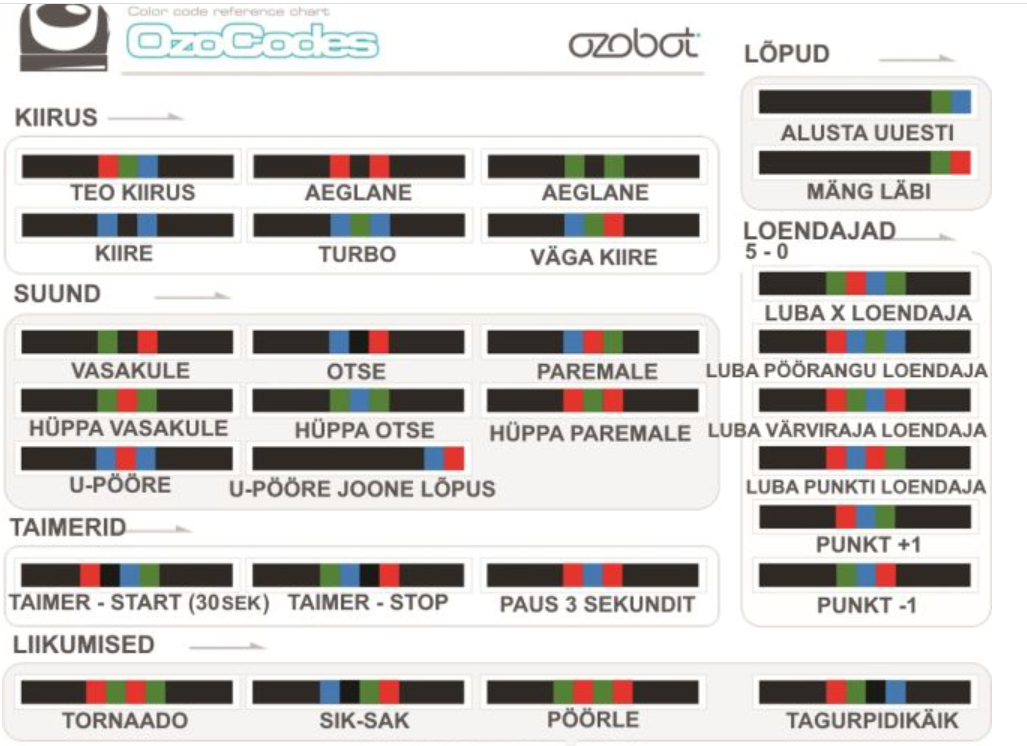 Color code reference chart
OzoCodes
ozobot
KIIRUS
TEO KIIRUS
AEGLANE
AEGLANE
KIIRE
TURBO
VÄGA KIIRE
SUUND
VASAKULE
OTSE
PAREMALE
HÜPPA VASAKULE
HÜPPA OTSE
HÜPPA PAREMALE
U-PÖÖRE
U-PÖÖRE JOONE LÕPUS
TAIMERID
TAIMER - START (30SEK)
TAIMER - STOP
PAUS 3 SEKUNDIT
LIIKUMISED
TORNAADO
SIK-SAK
PÖÖRLE
TAGURPIDIKÄIK
LÕPUD
ALUSTA UUESTI
MÄNG LÄBI
LOENDAJAD
5 - 0
LUBA X LOENDAJA
LUBA PÖÖRANGU LOENDAJA
LUBA VÄRVIRAJA LOENDAJA
LUBA PUNKTI LOENDAJA
PUNKT +1
PUNKT -1